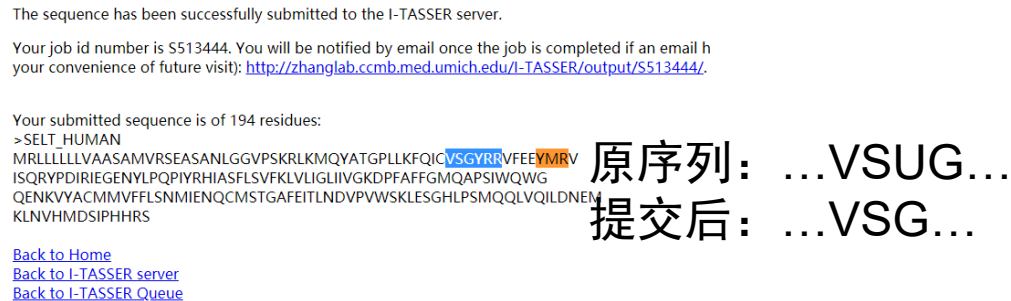 The sequence has been successfully submitted to the I-TASSER server.
Your job id number is S513444. You will be notified by email once the job is completed if an email h
your convenience of future visit): http://zhanglab.ccmb.med.umich.edu/I-TASSER/output/S513444/.
Your submitted sequence is of 194 residues:
>SELT_HUMAN
MRLLLLLLVAASAMVRSEASANLGGVPSKRLKMQYATGPLLKFQICVSGYRRVFEEYMRV
ISQRYPDIRIEGENYLPQPIYRHIASFLSVFKLVLIGLIIVGKDPFAFFGMQAPSIWQWG
QENKVYACMMVFFLSNMIENQCMSTGAFEITLNDVPVWSKLESGHLPSMQQLVQILDNEM
KLNVHMDSIPHHRS
原序列：…VSUG…
提交后：…VSG…
Back to Home
Back to I-TASSER server
Back to I-TASSER Queue